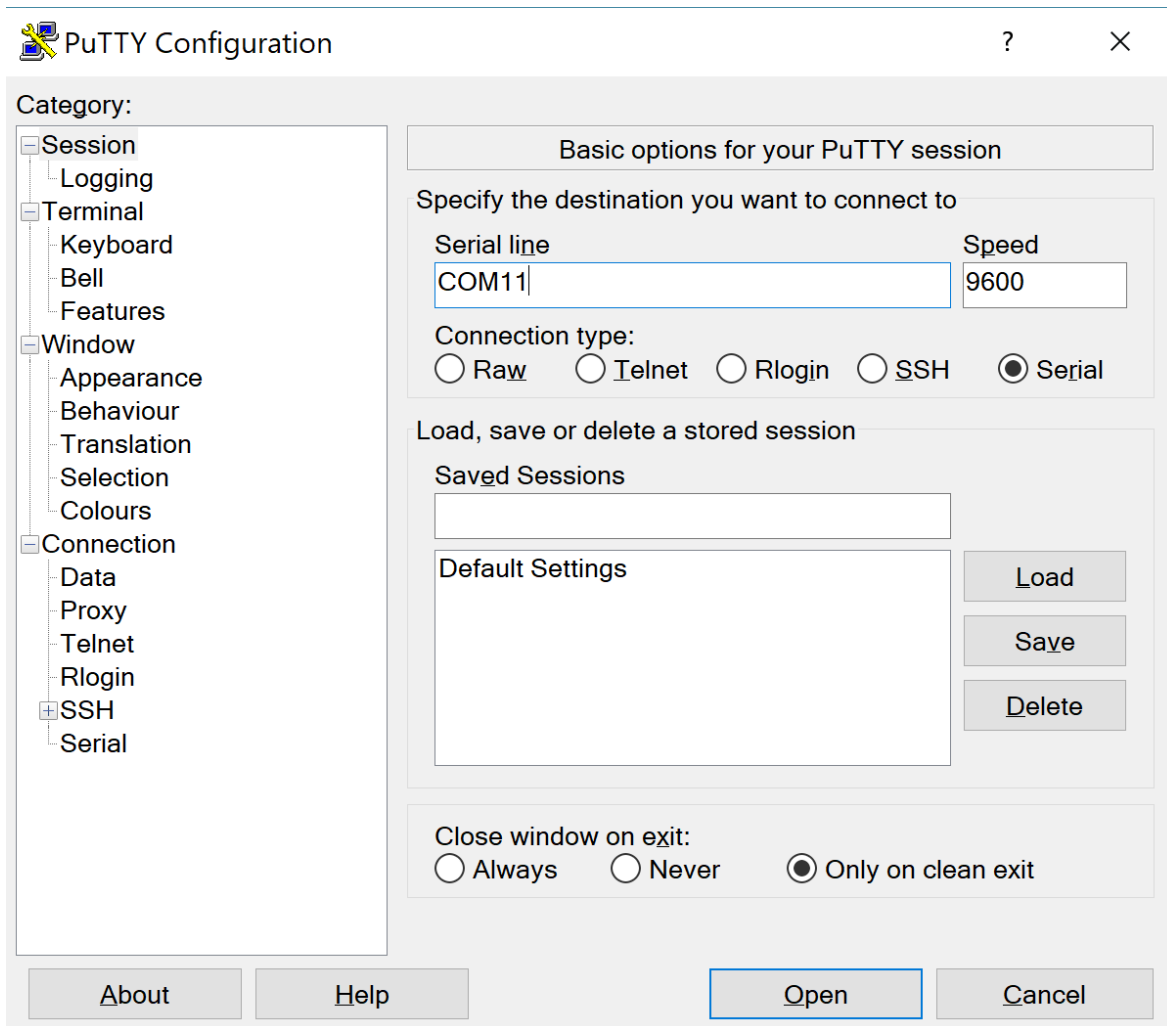 PuTTY Configuration ? ×
Category:
Session
Logging
Terminal
Keyboard
Bell
Features
Window
Appearance
Behaviour
Translation
Selection
Colours
Connection
Data
Proxy
Telnet
Rlogin
SSH
Serial
Basic options for your PuTTY session
Specify the destination you want to connect to
Serial line Speed
COM11 9600
Connection type:
Raw Telnet Rlogin SSH Serial
Load, save or delete a stored session
Saved Sessions
Default Settings
Load
Save
Delete
Close window on exit:
Always Never Only on clean exit
About Help Open Cancel